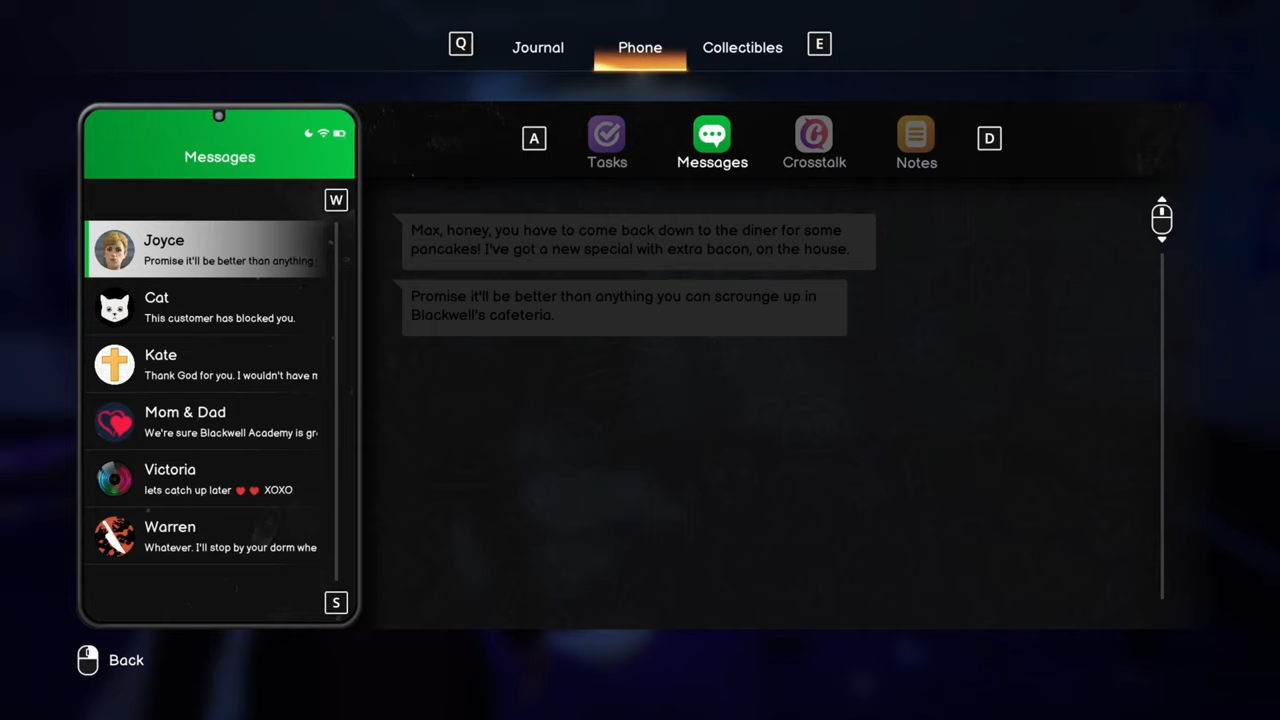 Q
Journal
Phone
Collectibles
E
Messages
W
Joyce
Promise it'll be better than anything
Cat
This customer has blocked you.
Kate
Thank God for you. I wouldn't have
Mom & Dad
We're sure Blackwell Academy is
Victoria
lets catch up later ❤️ ❤️ XOXO
Warren
Whatever. I'll stop by your dorm
S
A
Tasks
Messages
Crosstalk
Notes
D
Max, honey, you have to come back down to the diner for some
pancakes! I've got a new special with extra bacon, on the house.
Promise it'll be better than anything you can scrounge up in
Blackwell's cafeteria.
Back